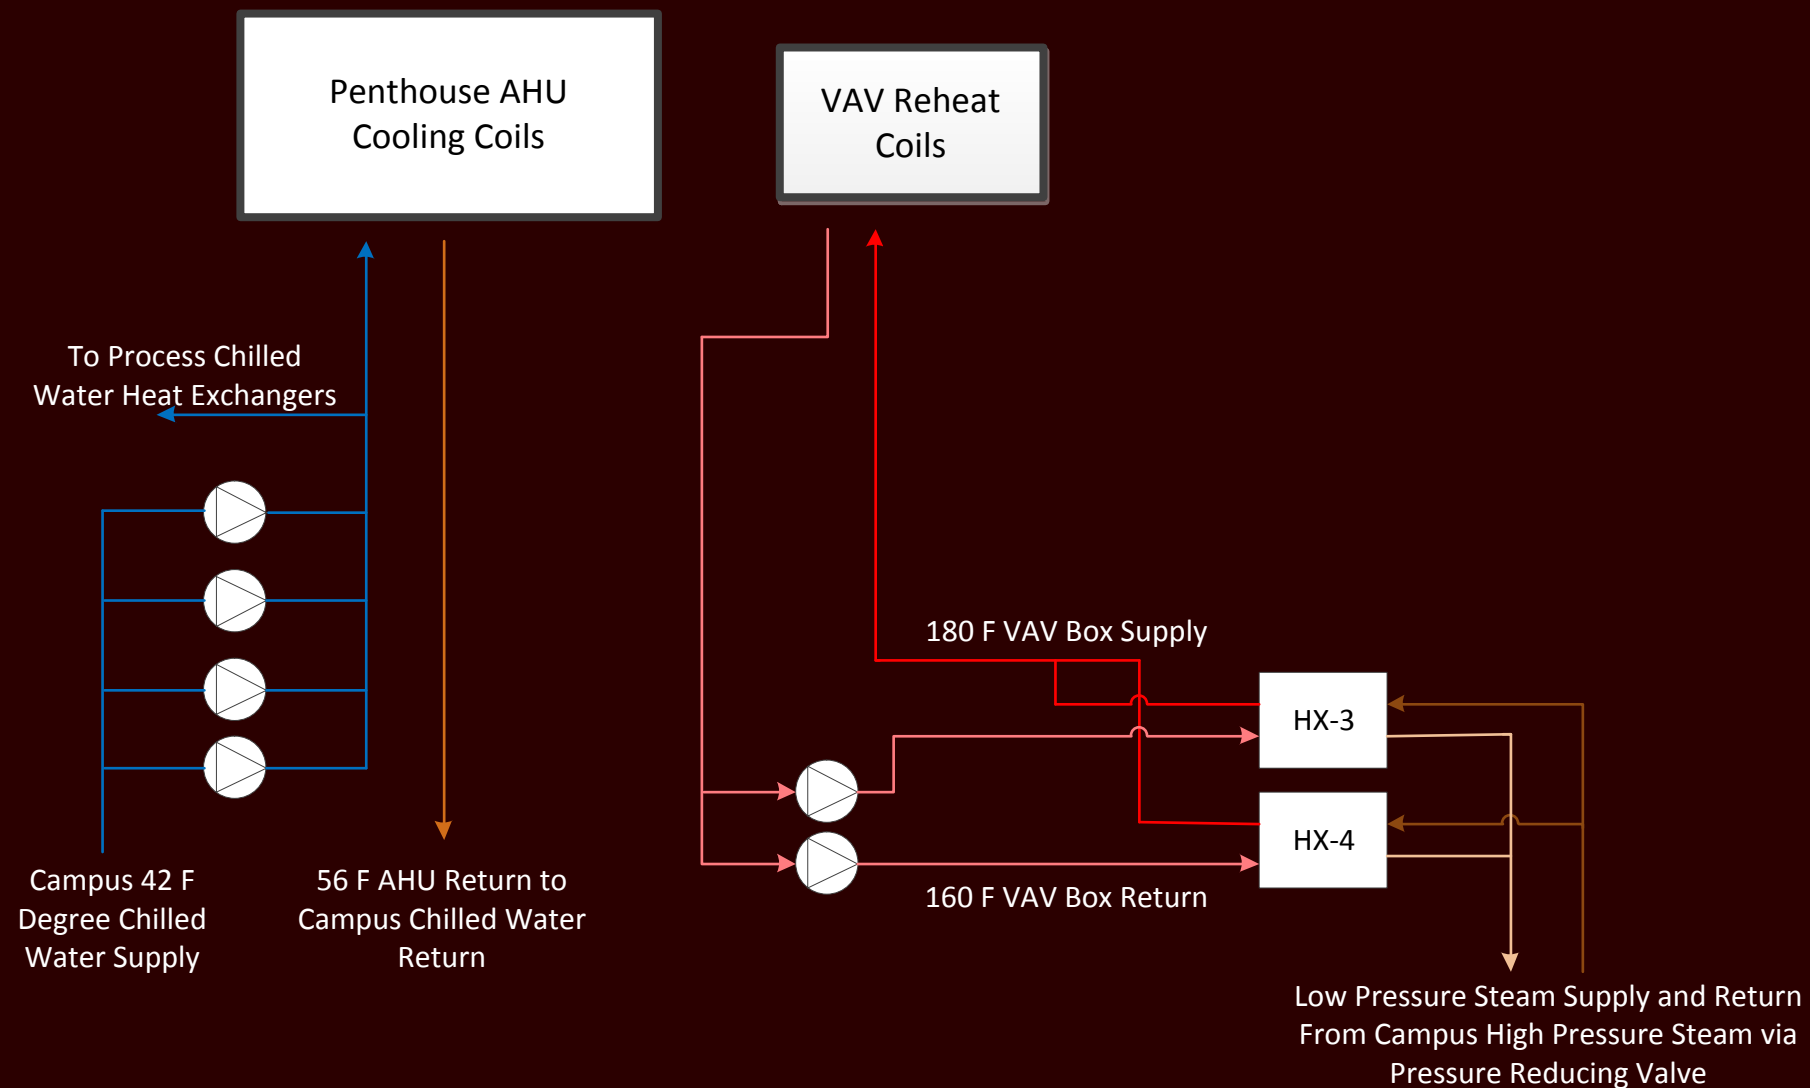 Penthouse AHU
Cooling Coils
VAV Reheat
Coils
To Process Chilled
Water Heat Exchangers
180 F VAV Box Supply
HX-3
HX-4
160 F VAV Box Return
Campus 42 F
Degree Chilled
Water Supply
56 F AHU Return to
Campus Chilled Water
Return
Low Pressure Steam Supply and Return
From Campus High Pressure Steam via
Pressure Reducing Valve